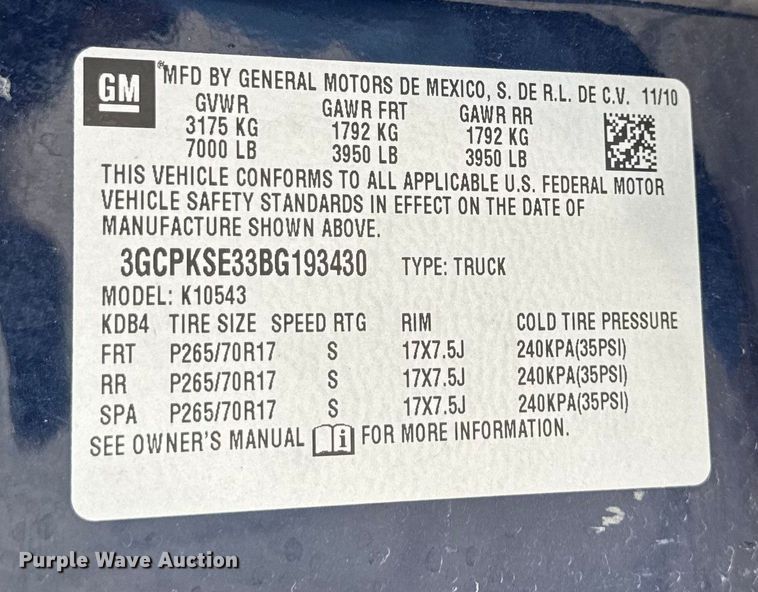 GM
®MFD BY GENERAL MOTORS DE MEXICO, S. DE R.L. DE C.V. 11/10
GVWR GAWR FRT GAWR RR
3175 KG 1792 KG 1792 KG
7000 LB 3950 LB 3950 LB
THIS VEHICLE CONFORMS TO ALL APPLICABLE U.S. FEDERAL MOTOR
VEHICLE SAFETY STANDARDS IN EFFECT ON THE DATE OF
MANUFACTURE SHOWN ABOVE.
3GCPKSE33BG193430 TYPE: TRUCK
MODEL: K10543
KDB4 TIRE SIZE SPEED RTG RIM COLD TIRE PRESSURE
FRT P265/70R17 S 17X7.5J 240KPA(35PSI)
RR P265/70R17 S 17X7.5J 240KPA(35PSI)
SPA P265/70R17 S 17X7.5J 240KPA(35PSI)
SEE OWNER'S MANUAL i FOR MORE INFORMATION.
Purple Wave Auction